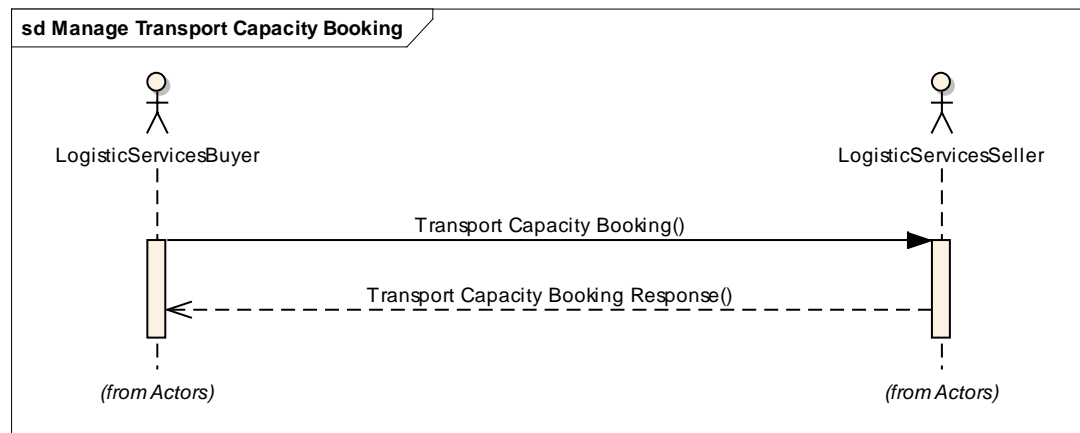 sd Manage Transport Capacity Booking
LogisticServicesBuyer
LogisticServicesSeller
Transport Capacity Booking()
Transport Capacity Booking Response()
(from Actors)
(from Actors)